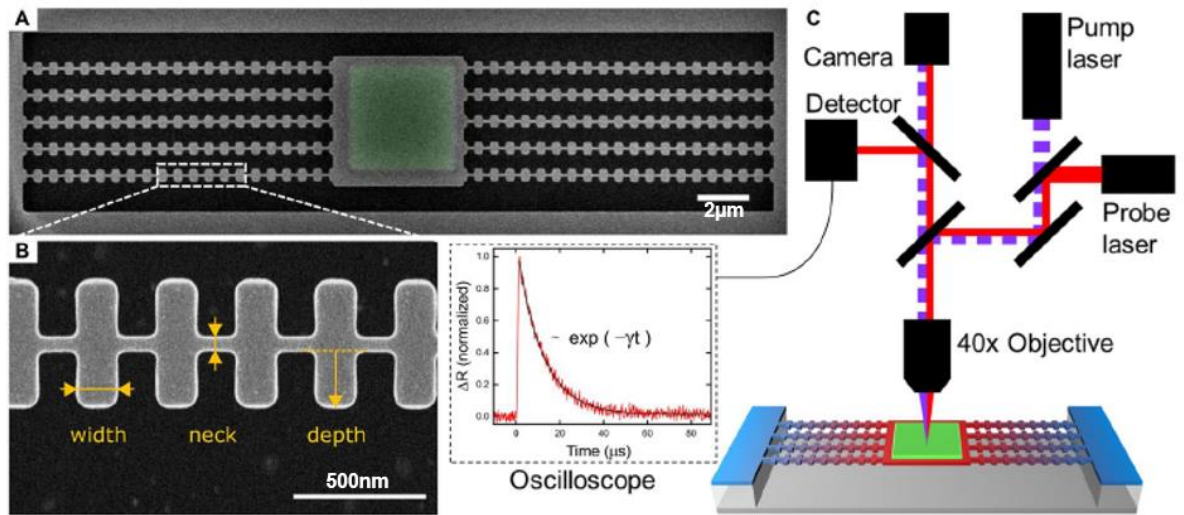 A
2μm
B
width
neck
depth
500nm
ΔR (normalized)
1.0
0.8
0.6
0.4
0.2
0.0
~ exp ( −γt )
0
20
40
60
80
Time (μs)
Oscilloscope
C
Camera
Pump
laser
Detector
Probe
laser
40x Objective